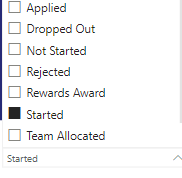 Applied
Dropped Out
Not Started
Rejected
Rewards Award
Started
Team Allocated
Started